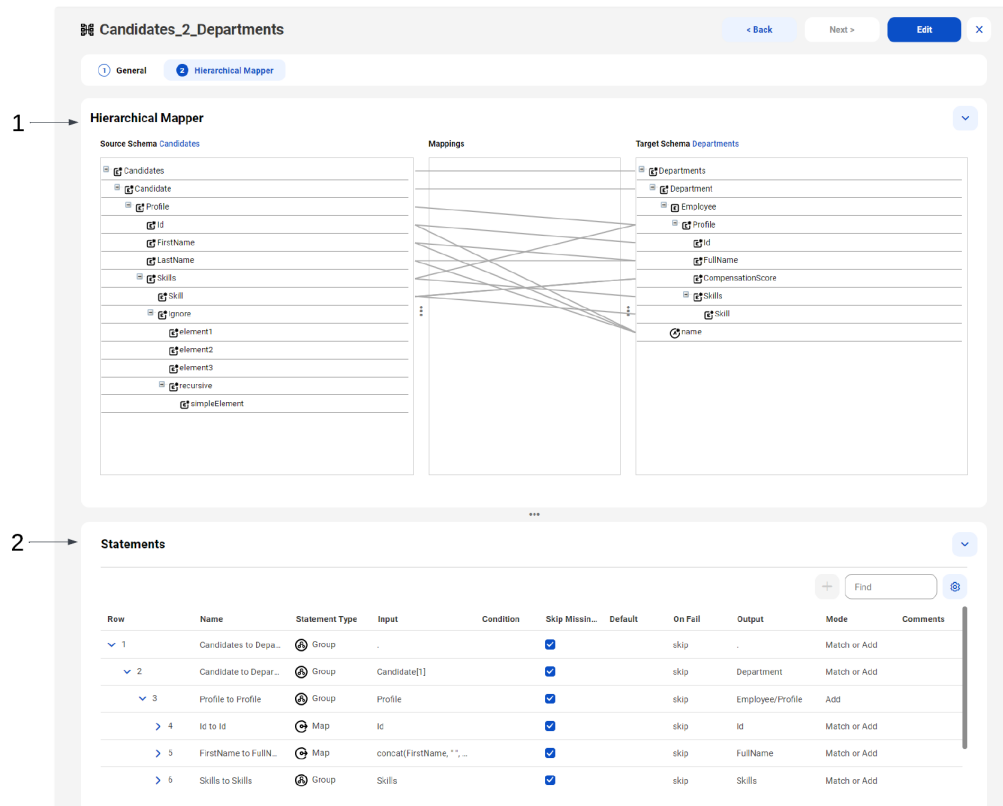 Candidates_2_Departments
< Back
Next >
Edit
X
1 General
2 Hierarchical Mapper
1
Hierarchical Mapper
Source Schema Candidates
Mappings
Target Schema Departments
Candidates
Candidate
Profile
Id
FirstName
LastName
Skills
Skill
ignore
element1
element2
element3
recursive
simpleElement
Departments
Department
Employee
Profile
Id
FullName
CompensationScore
Skills
Skill
name
2
Statements
+ Find
Row Name Statement Type Input Condition Skip Missin... Default On Fail Output Mode Comments
1 Candidates to Depa... Group . skip . Match or Add
2 Candidate to Depar... Group Candidate[1] skip Department Match or Add
3 Profile to Profile Group Profile skip Employee/Profile Add
4 Id to Id Map Id skip Id Match or Add
5 FirstName to FullN... Map concat(FirstName, " ", ... skip FullName Match or Add
6 Skills to Skills Group Skills skip Skills Match or Add